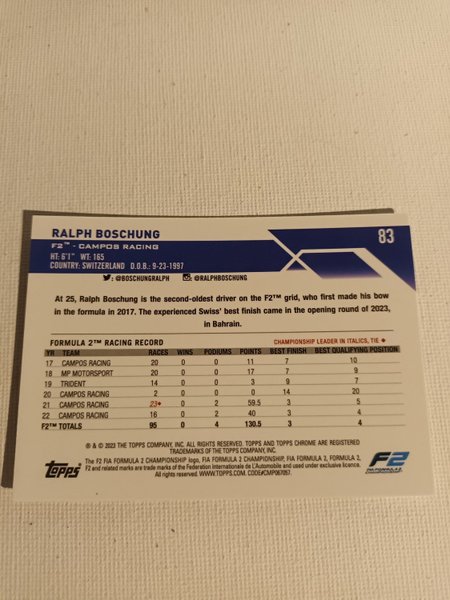 RALPH BOSCHUNG
83
F2™ - CAMPOS RACING
HT: 6'1" WT: 165
COUNTRY: SWITZERLAND D.O.B.: 9-23-1997
: @BOSCHUNGRALPH : @RALPHBOSCHUNG
At 25, Ralph Boschung is the second-oldest driver on the F2™ grid, who first made his bow
in the formula in 2017. The experienced Swiss' best finish came in the opening round of 2023,
in Bahrain.
FORMULA 2™ RACING RECORD CHAMPIONSHIP LEADER IN ITALICS, TIE ♦
YR TEAM RACES WINS PODIUMS POINTS BEST FINISH BEST QUALIFYING POSITION
17 CAMPOS RACING 20 0 0 11 7 10
18 MP MOTORSPORT 20 0 0 17 7 9
19 TRIDENT 14 0 0 3 9 7
20 CAMPOS RACING 2 0 0 0 14 20
21 CAMPOS RACING 23♦ 0 2 59.5 3 5
22 CAMPOS RACING 16 0 2 40 3 4
F2™ TOTALS 95 0 4 130.5 3 4
® & © 2023 THE TOPPS COMPANY, INC. ALL RIGHTS RESERVED. TOPPS AND TOPPS CHROME ARE REGISTERED
TRADEMARKS OF THE TOPPS COMPANY, INC.
The F2 FIA FORMULA 2 CHAMPIONSHIP logo, FIA FORMULA 2 CHAMPIONSHIP, FIA FORMULA 2, FORMULA 2,
F2 and related marks are trade marks of the Federation Internationale de L'Automobile and used under exclusive licence.
All rights reserved. WWW.TOPPS.COM. CODE#CMP067057.
topps
F2
FIA FORMULA 2
CHAMPIONSHIP